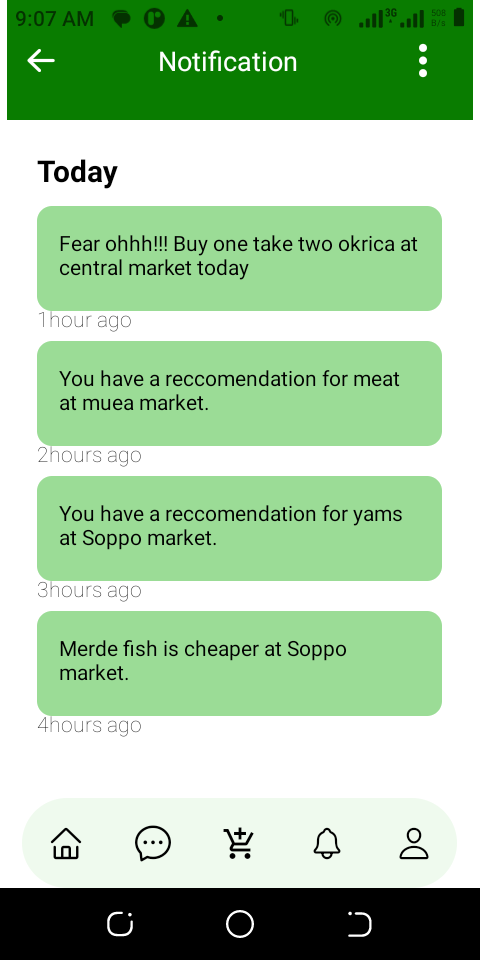 9:07 AM 3G 508 B/s
Notification
Today
Fear ohhh!!! Buy one take two okrica at
central market today
1hour ago
You have a reccomendation for meat
at muea market.
2hours ago
You have a reccomendation for yams
at Soppo market.
3hours ago
Merde fish is cheaper at Soppo
market.
4hours ago